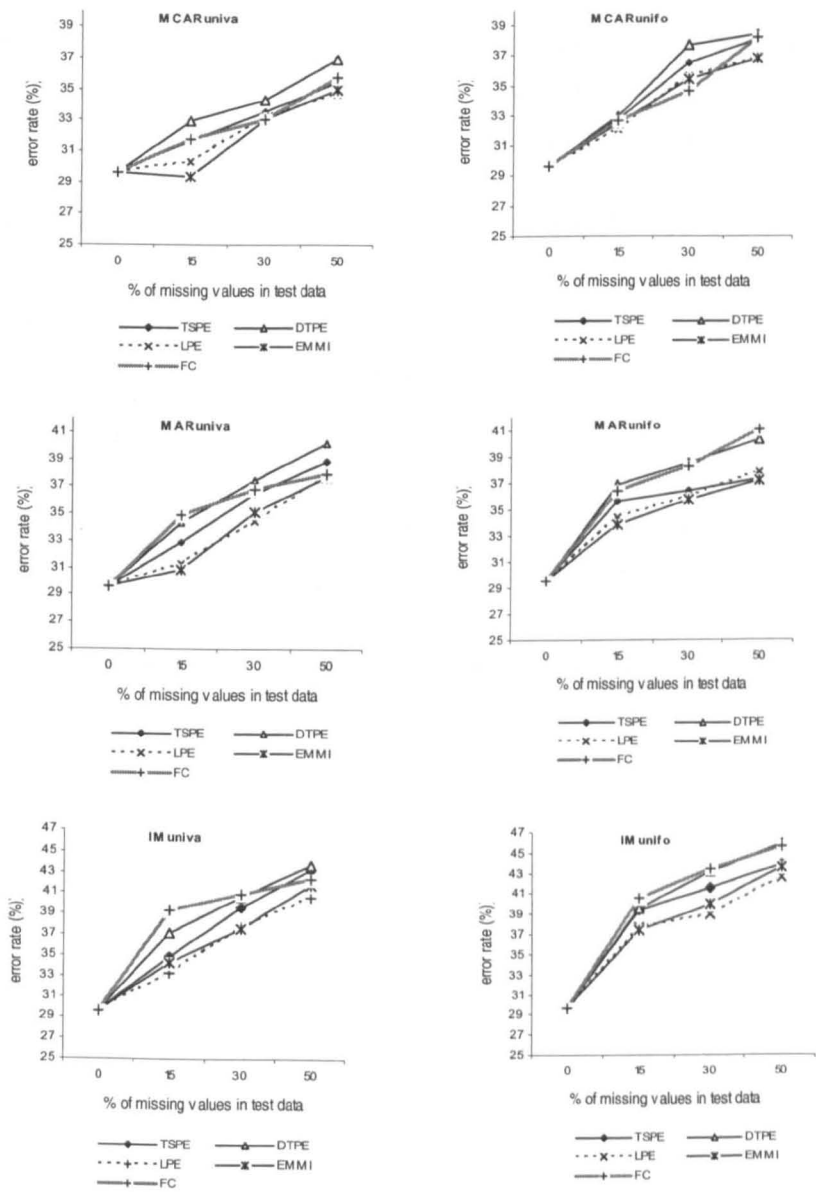 MCARuniva
39
37
35
33
31
29
27
25
error rate (%)
0 15 30 50
% of missing values in test data
TSPE DTPE
LPE EMMI
FC
MCARunifo
39
37
35
33
31
29
27
25
error rate (%)
0 15 30 50
% of missing values in test data
TSPE DTPE
LPE EMMI
FC
MARuniva
41
39
37
35
33
31
29
27
25
error rate (%)
0 15 30 50
% of missing values in test data
TSPE DTPE
LPE EMMI
FC
MARunifo
41
39
37
35
33
31
29
27
25
error rate (%)
0 15 30 50
% of missing values in test data
TSPE DTPE
LPE EMMI
FC
IMuniva
47
45
43
41
39
37
35
33
31
29
27
25
error rate (%)
0 15 30 50
% of missing values in test data
TSPE DTPE
LPE EMMI
FC
IMunifo
47
45
43
41
39
37
35
33
31
29
27
25
error rate (%)
0 15 30 50
% of missing values in test data
TSPE DTPE
LPE EMMI
FC